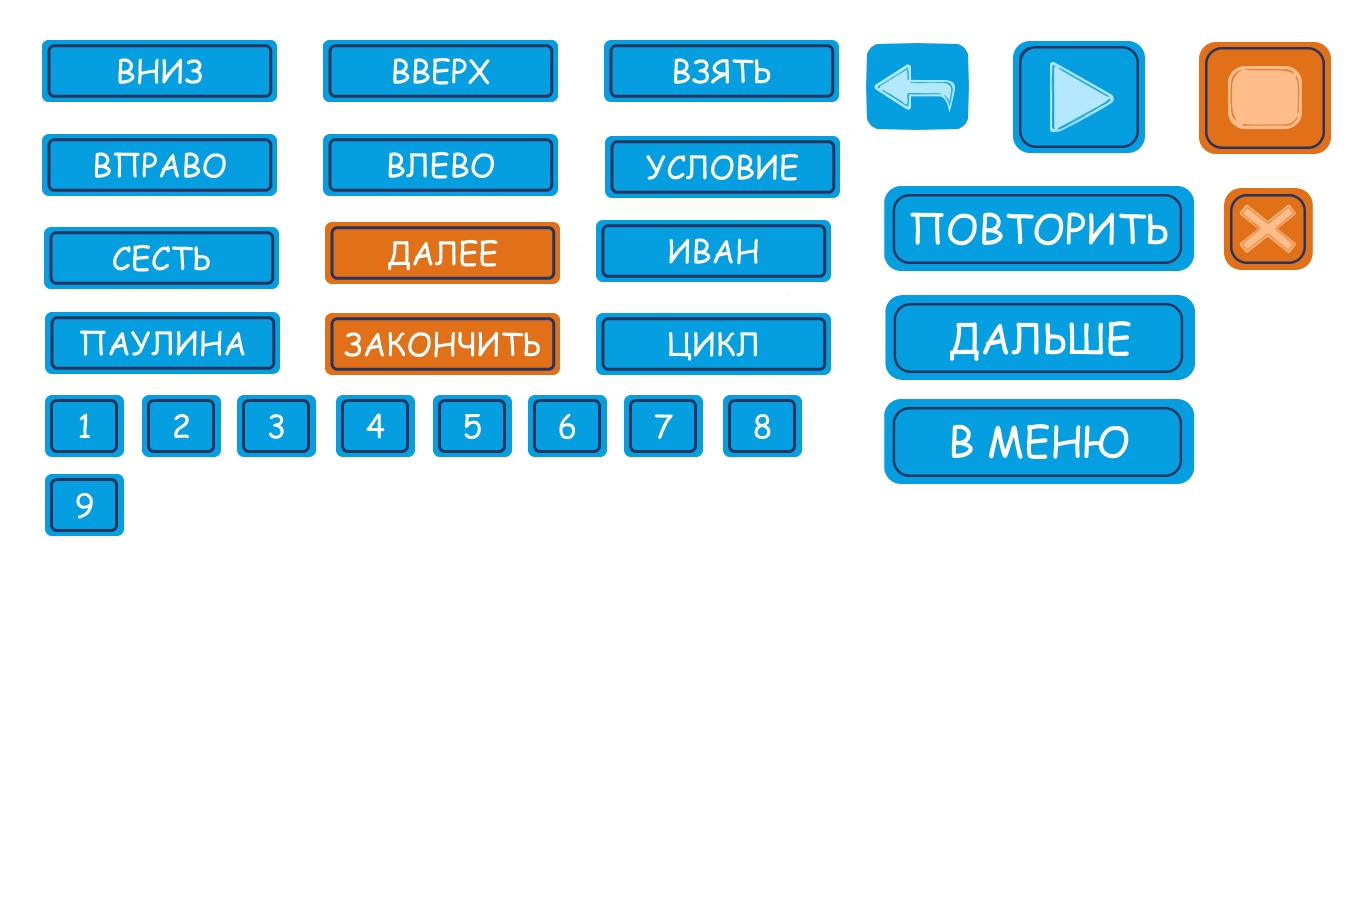 ВНИЗ
ВВЕРХ
ВЗЯТЬ
ВПРАВО
ВЛЕВО
УСЛОВИЕ
СЕСТЬ
ДАЛЕЕ
ИВАН
ПАУЛИНА
ЗАКОНЧИТЬ
ЦИКЛ
1
2
3
4
5
6
7
8
9
ПОВТОРИТЬ
ДАЛЬШЕ
В МЕНЮ